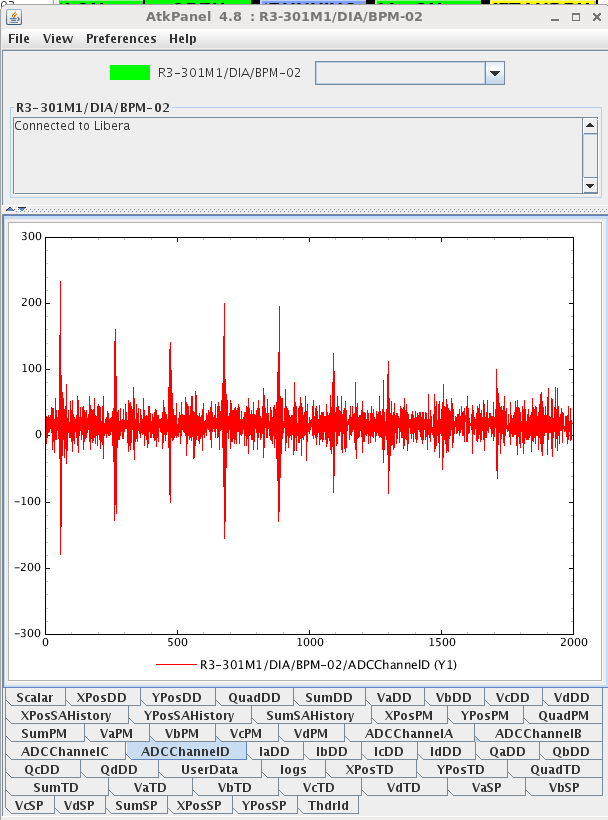 AtkPanel 4.8 : R3-301M1/DIA/BPM-02
File View Preferences Help
R3-301M1/DIA/BPM-02
R3-301M1/DIA/BPM-02
Connected to Libera
300
200
100
0
-100
-200
-300
0 500 1000 1500 2000
R3-301M1/DIA/BPM-02/ADCChannelD (Y1)
Scalar XPosDD YPosDD QuadDD SumDD VaDD VbDD VcDD VdDD
XPosSAHistory YPosSAHistory SumSAHistory XPosPM YPosPM QuadPM
SumPM VaPM VbPM VcPM VdPM ADCChannelA ADCChannelB
ADCChannelC ADCChannelD IaDD IbDD IcDD IdDD QaDD QbDD
QcDD QdDD UserData logs XPosTD YPosTD QuadTD
SumTD VaTD VbTD VcTD VdTD VaSP VbSP
VcSP VdSP SumSP XPosSP YPosSP ThdrId